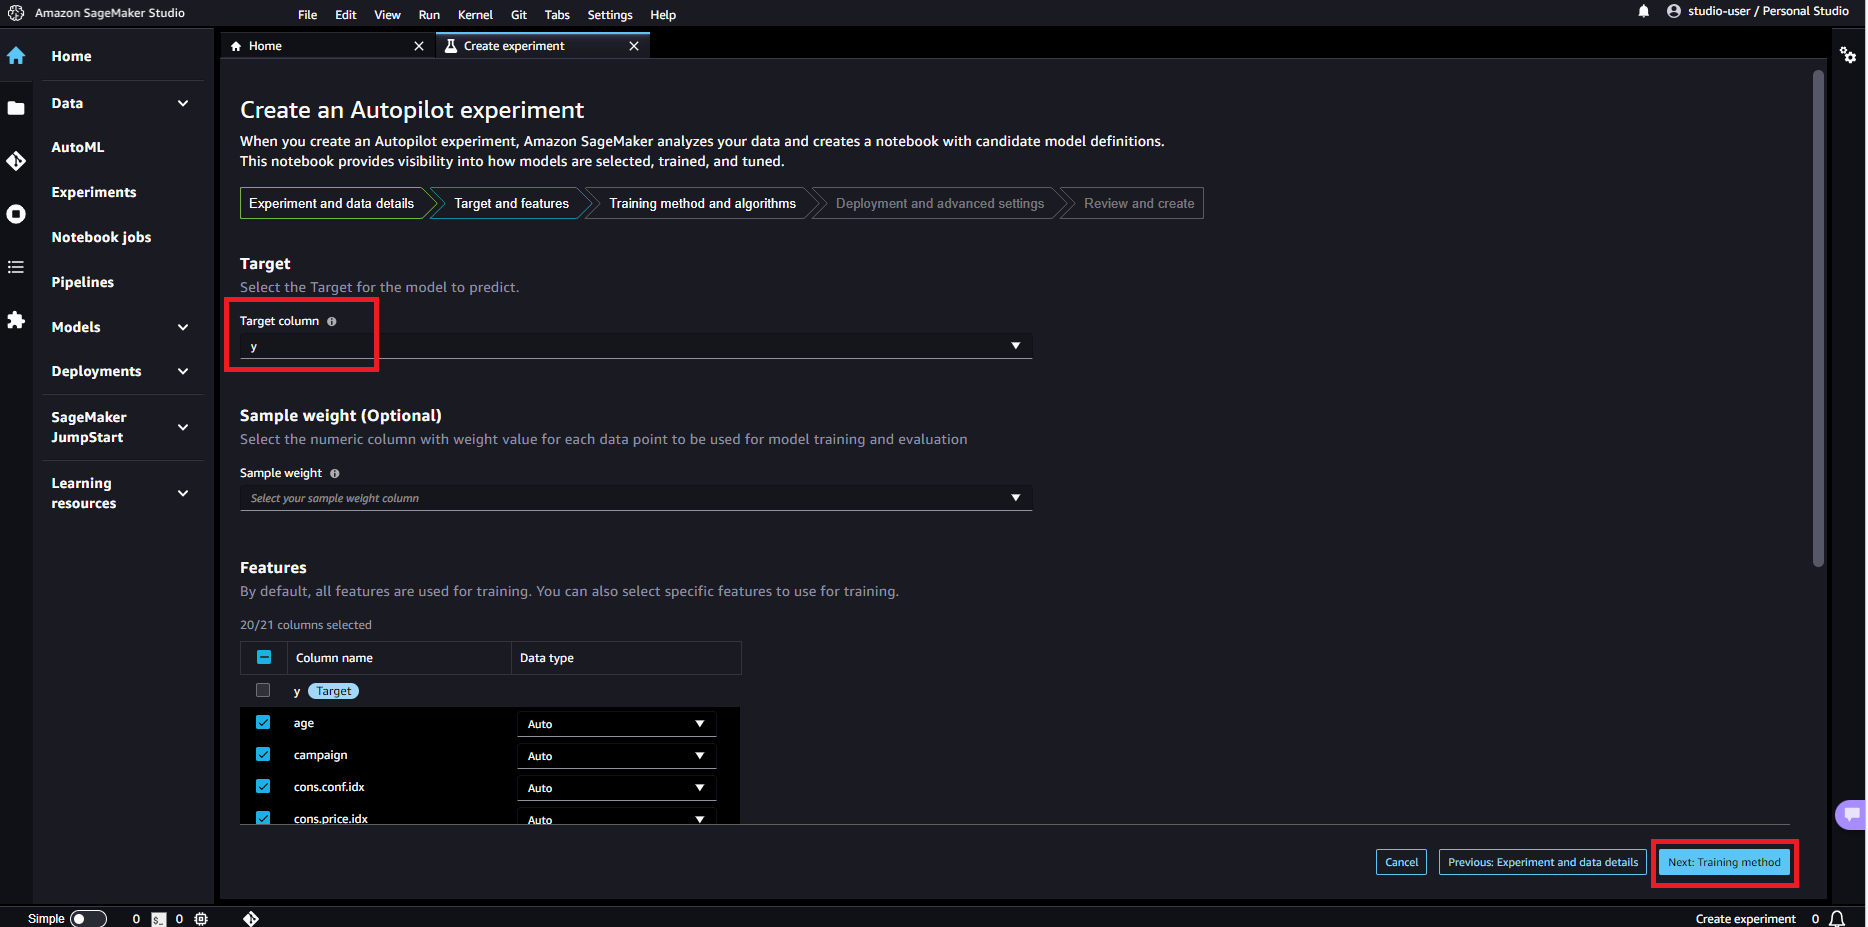 Amazon SageMaker Studio
File Edit View Run Kernel Git Tabs Settings Help
studio-user / Personal Studio
Home
Data
AutoML
Experiments
Notebook jobs
Pipelines
Models
Deployments
SageMaker
JumpStart
Learning
resources
Home
Create experiment
Create an Autopilot experiment
When you create an Autopilot experiment, Amazon SageMaker analyzes your data and creates a notebook with candidate model definitions.
This notebook provides visibility into how models are selected, trained, and tuned.
Experiment and data details Target and features Training method and algorithms Deployment and advanced settings Review and create
Target
Select the Target for the model to predict.
Target column
y
Sample weight (Optional)
Select the numeric column with weight value for each data point to be used for model training and evaluation
Sample weight
Select your sample weight column
Features
By default, all features are used for training. You can also select specific features to use for training.
20/21 columns selected
Column name Data type
y Target
age Auto
campaign Auto
cons.conf.idx Auto
cons.price.idx Auto
Cancel Previous: Experiment and data details Next: Training method
Simple 0 $_ 0
Create experiment 0